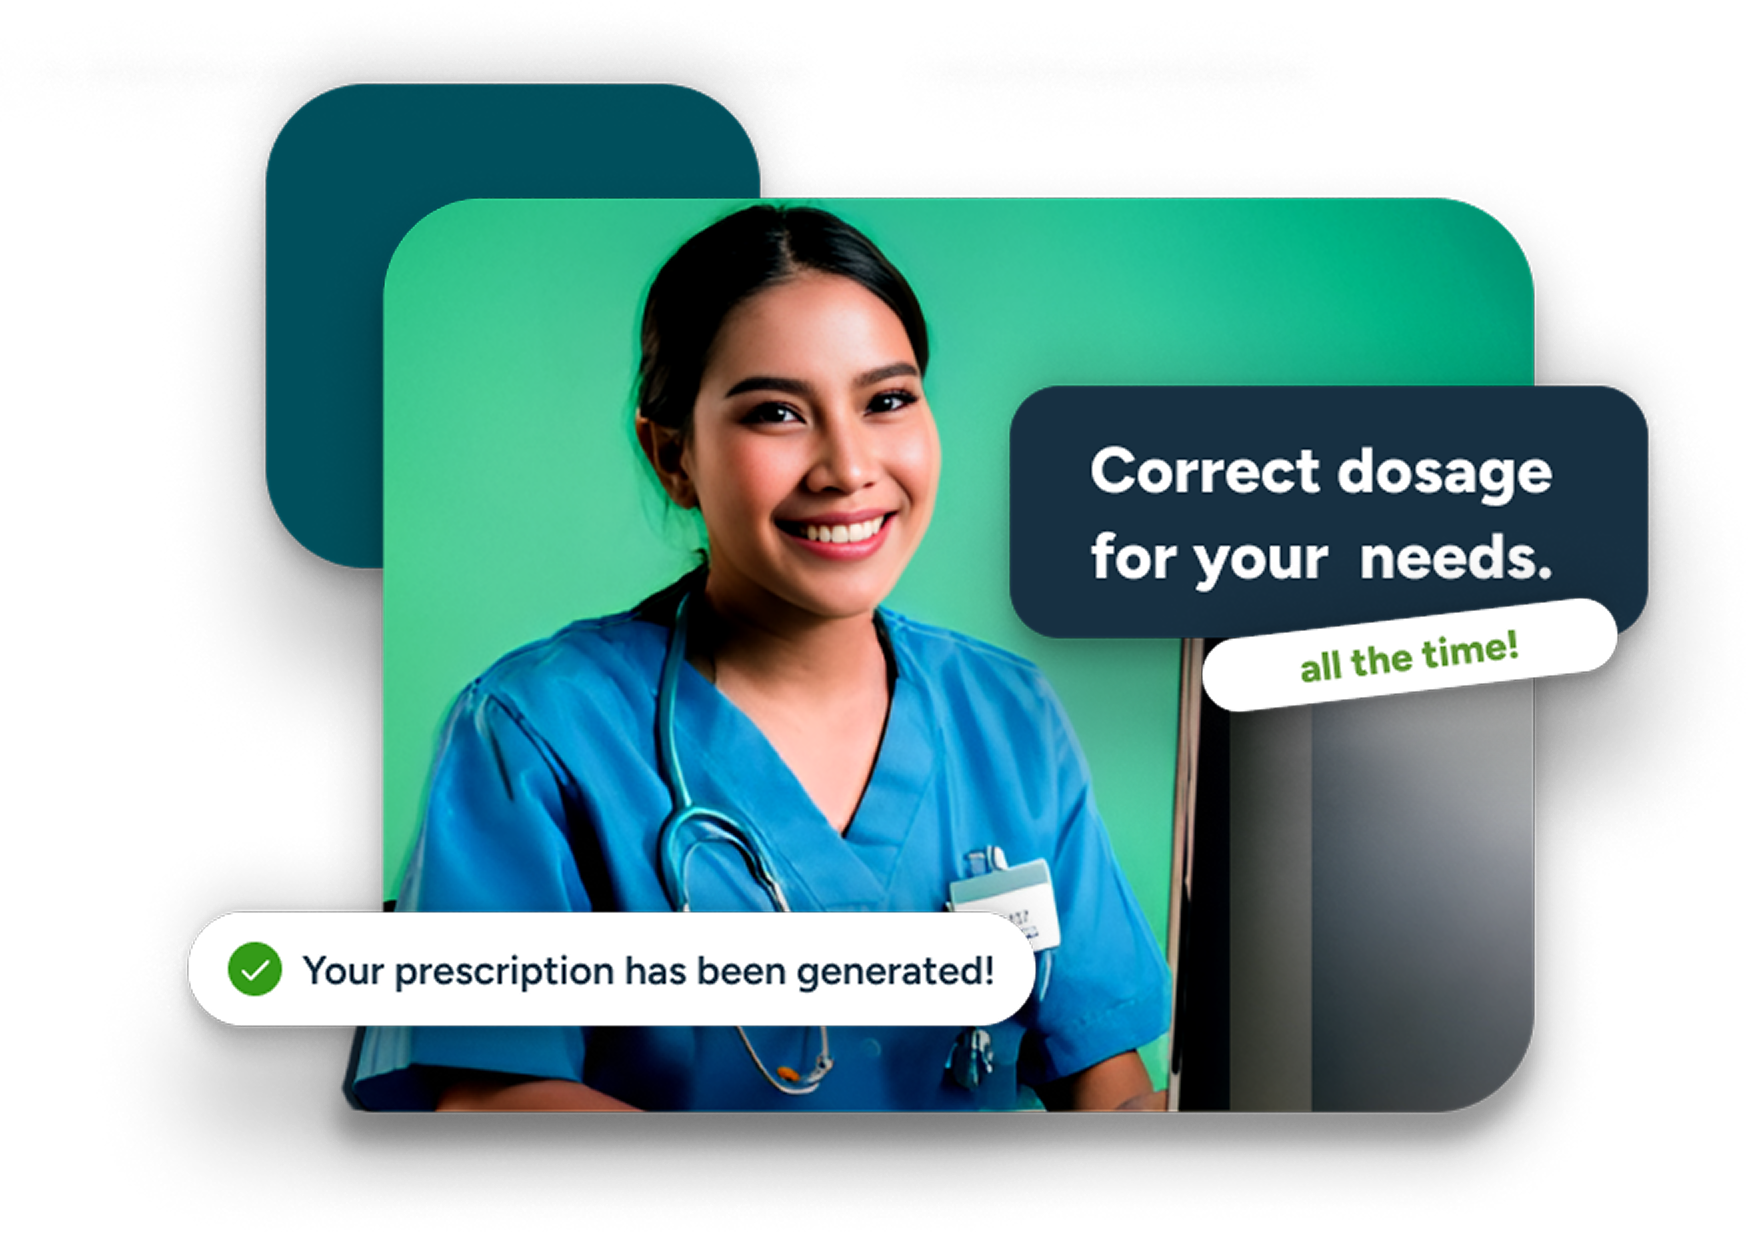 Correct dosage
for your  needs.
all the time!
Your prescription has been generated!